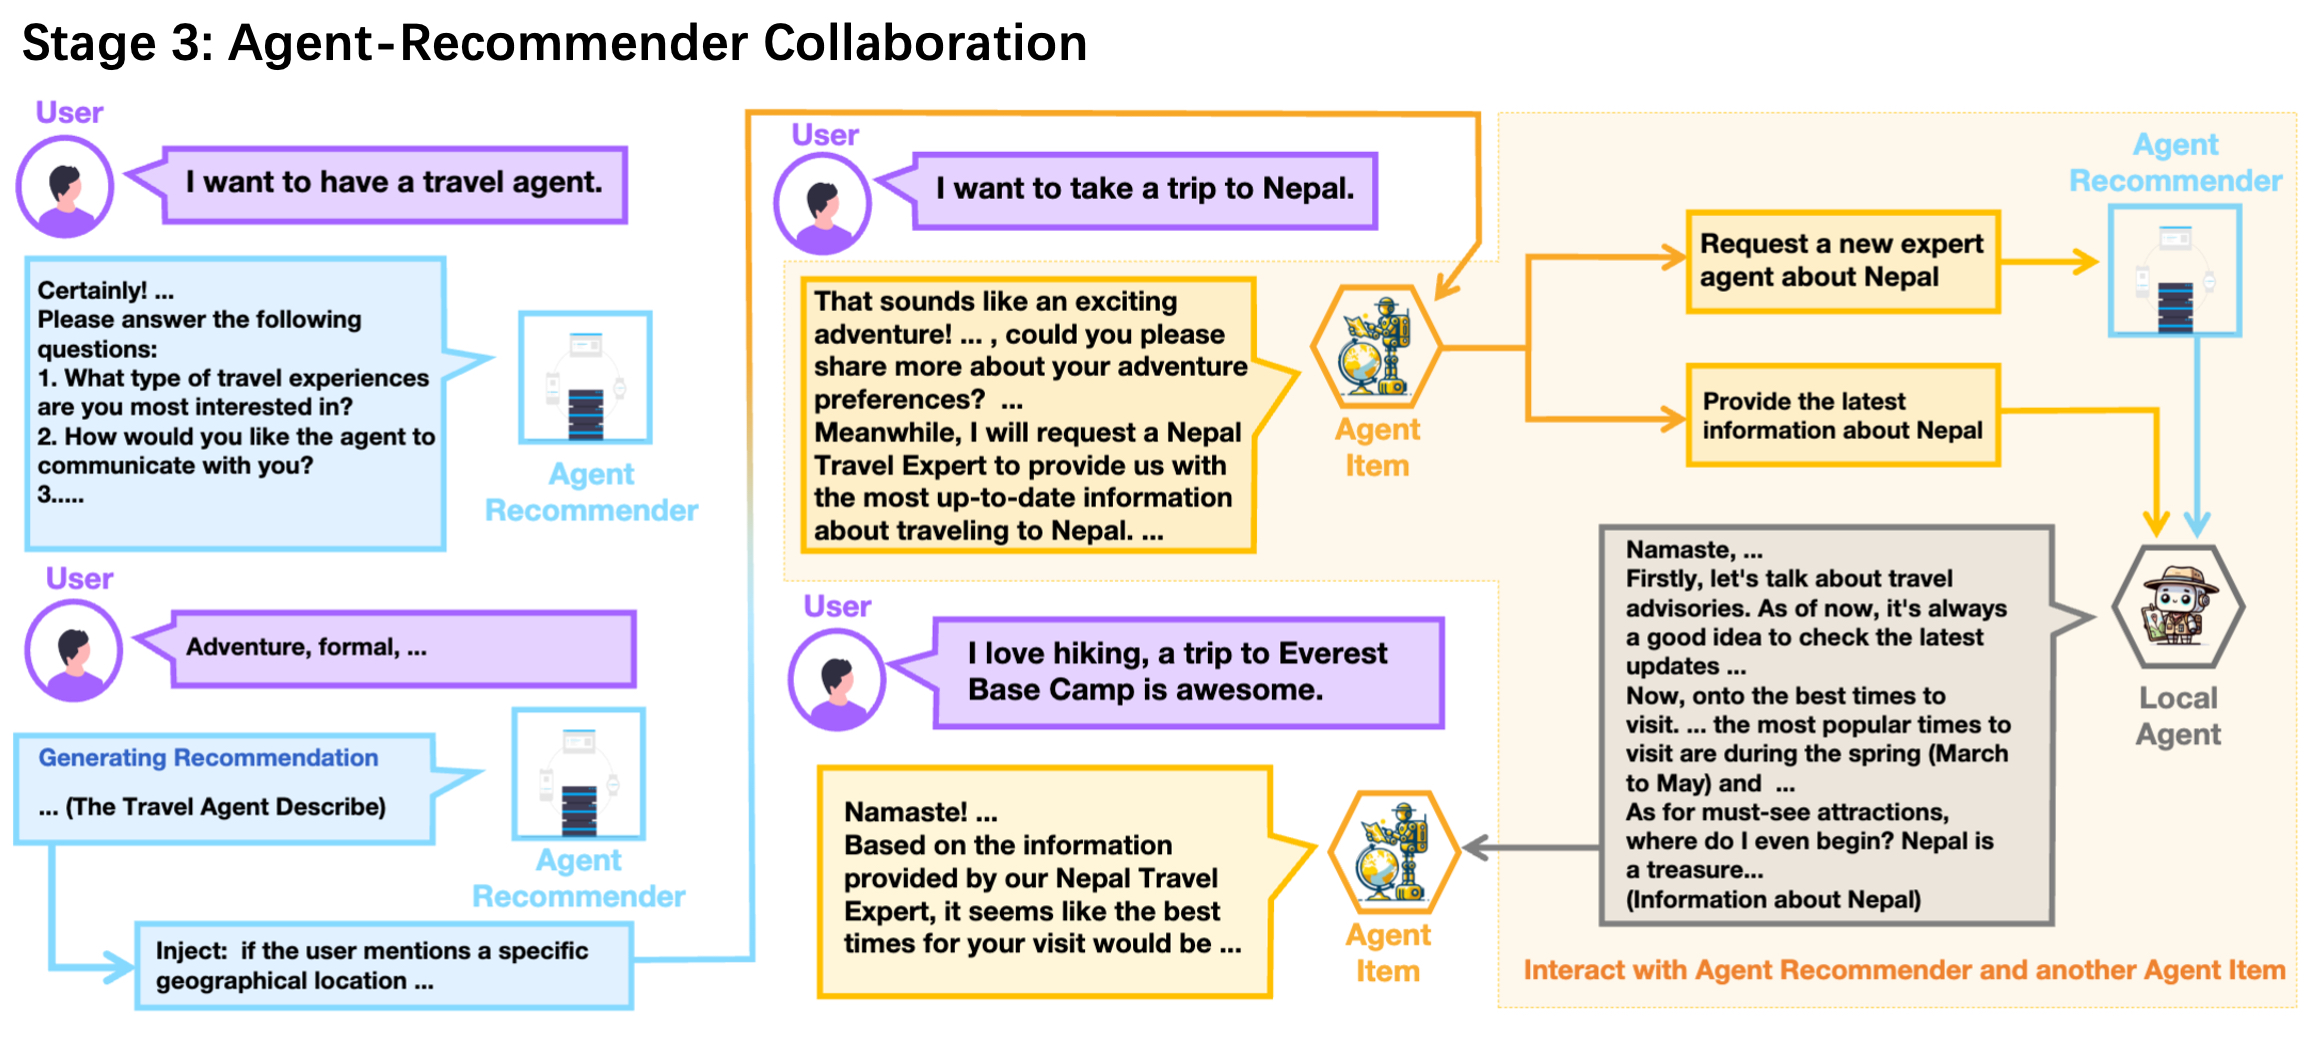 Stage 3: Agent-Recommender Collaboration
User
I want to have a travel agent.
Certainly! ...
Please answer the following
questions:
1. What type of travel experiences
are you most interested in?
2. How would you like the agent to
communicate with you?
3.....
Agent
Recommender
User
Adventure, formal, ...
Generating Recommendation
... (The Travel Agent Describe)
Agent
Recommender
Inject:  if the user mentions a specific
geographical location ...
User
I want to take a trip to Nepal.
That sounds like an exciting
adventure! ... , could you please
share more about your adventure
preferences?  ...
Meanwhile, I will request a Nepal
Travel Expert to provide us with
the most up-to-date information
about traveling to Nepal. ...
Agent
Item
Request a new expert
agent about Nepal
Agent
Recommender
Provide the latest
information about Nepal
Namaste, ...
Firstly, let's talk about travel
advisories. As of now, it's always
a good idea to check the latest
updates ...
Now, onto the best times to
visit. ... the most popular times to
visit are during the spring (March
to May) and  ...
As for must-see attractions,
where do I even begin? Nepal is
a treasure...
(Information about Nepal)
Local
Agent
User
I love hiking, a trip to Everest
Base Camp is awesome.
Namaste! ...
Based on the information
provided by our Nepal Travel
Expert, it seems like the best
times for your visit would be ...
Agent
Item
Interact with Agent Recommender and another Agent Item